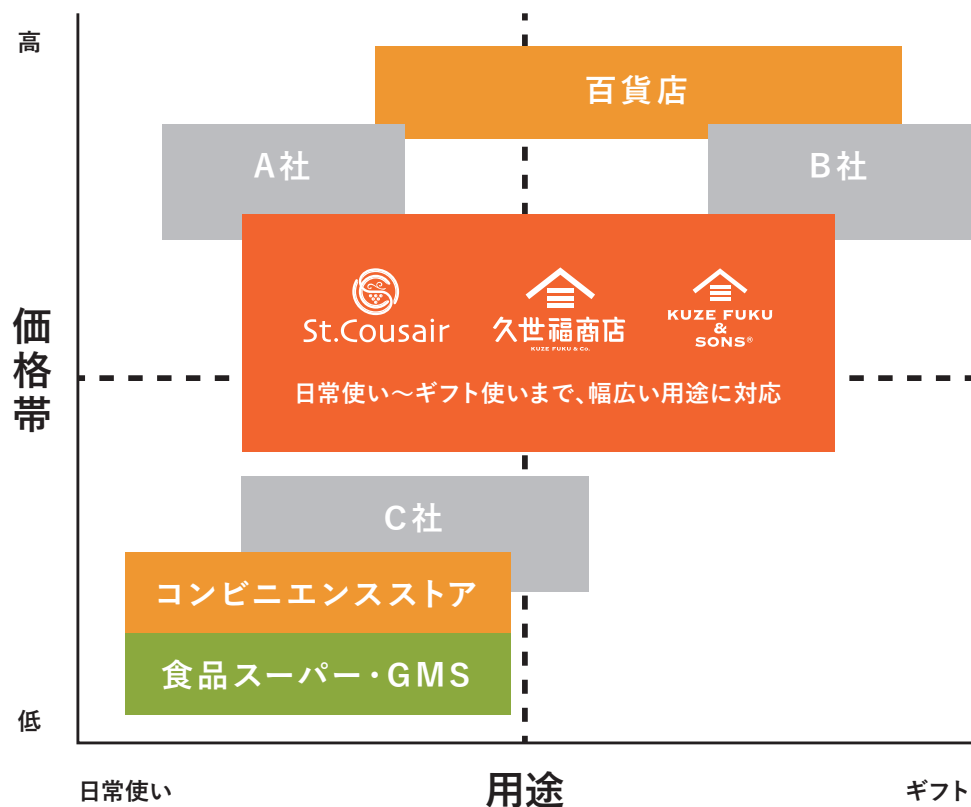 高
百貨店
A社
B社
St.Cousair
久世福商店
KUZE FUKU & Co.
KUZE FUKU
&
SONS®
価格帯
日常使い〜ギフト使いまで、幅広い用途に対応
C社
コンビニエンスストア
食品スーパー・GMS
低
日常使い
用途
ギフト